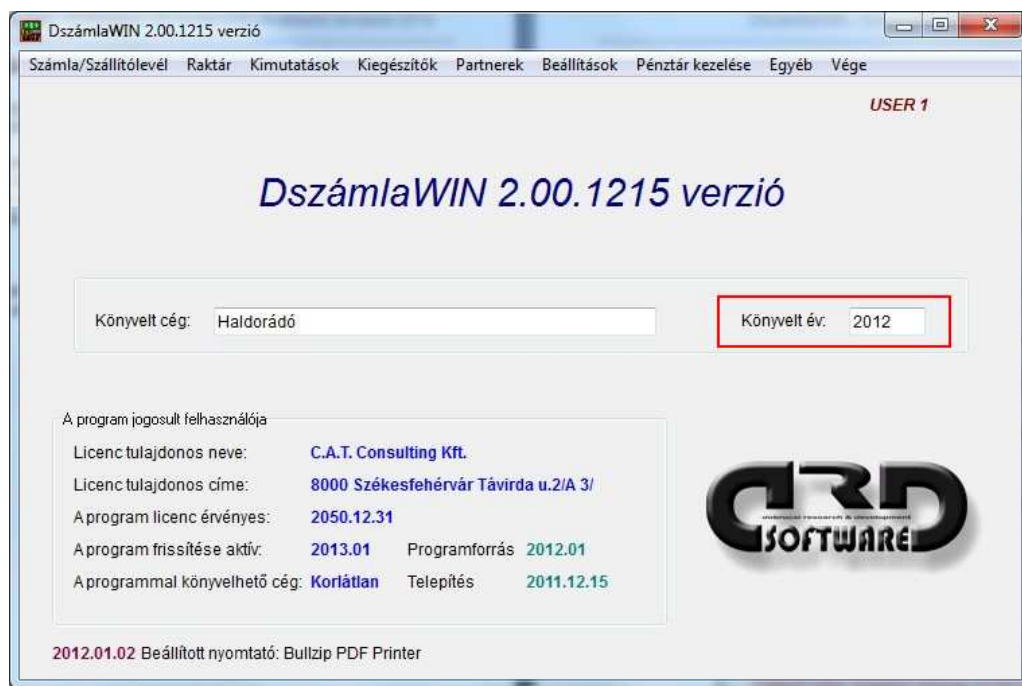 DszámlaWIN 2.00.1215 verzió
Számla/Szállítólevél Raktár Kimutatások Kiegészítők Partnerek Beállítások Pénztár kezelése Egyéb Vége
USER 1
DszámlaWIN 2.00.1215 verzió
Könyvelt cég: Haldorádó Könyvelt év: 2012
A program jogosult felhasználója
Licenc tulajdonos neve: C.A.T. Consulting Kft.
Licenc tulajdonos címe: 8000 Székesfehérvár Távirda u.2/A 3/
A program licenc érvényes: 2050.12.31
A program frissítése aktív: 2013.01 Programforrás 2012.01
A programmal könyvelhető cég: Korlátlan Telepítés 2011.12.15
DRD
SOFTWARE
2012.01.02 Beállított nyomtató: Bullzip PDF Printer